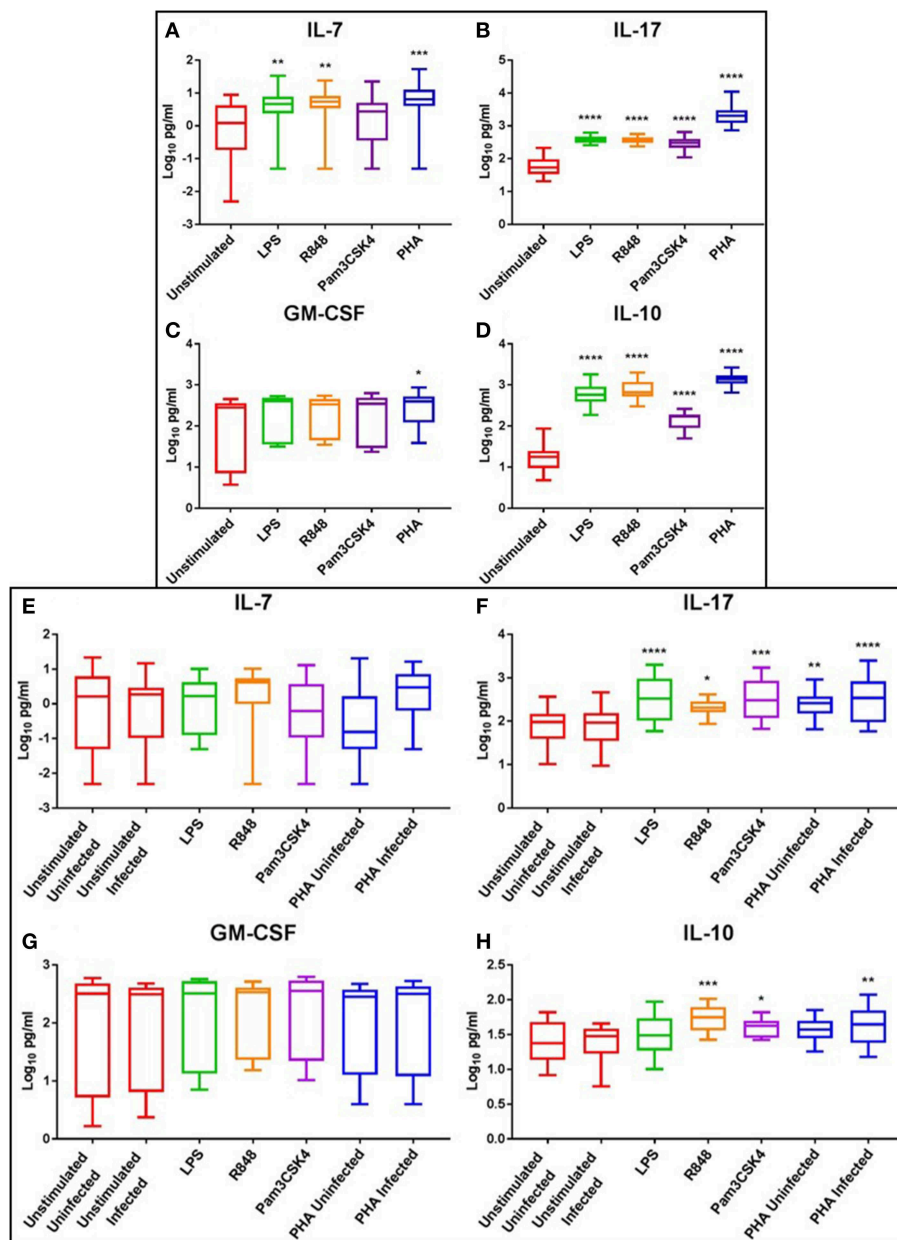 A
IL-7
** ** ***
Log10 pg/ml
2
1
0
-1
-2
-3
Unstimulated
LPS
R848
Pam3CSK4
PHA
B
IL-17
**** **** **** ****
Log10 pg/ml
5
4
3
2
1
0
Unstimulated
LPS
R848
Pam3CSK4
PHA
C
GM-CSF
*
Log10 pg/ml
4
3
2
1
0
Unstimulated
LPS
R848
Pam3CSK4
PHA
D
IL-10
**** **** **** ****
Log10 pg/ml
4
3
2
1
0
Unstimulated
LPS
R848
Pam3CSK4
PHA
E
IL-7
Log10 pg/ml
2
1
0
-1
-2
-3
Unstimulated
Uninfected
Unstimulated
Infected
LPS
R848
Pam3CSK4
PHA Uninfected
PHA Infected
F
IL-17
**** * *** ** ****
Log10 pg/ml
4
3
2
1
0
Unstimulated
Uninfected
Unstimulated
Infected
LPS
R848
Pam3CSK4
PHA Uninfected
PHA Infected
G
GM-CSF
Log10 pg/ml
3
2
1
0
Unstimulated
Uninfected
Unstimulated
Infected
LPS
R848
Pam3CSK4
PHA Uninfected
PHA Infected
H
IL-10
*** * **
Log10 pg/ml
2.5
2.0
1.5
1.0
0.5
0.0
Unstimulated
Uninfected
Unstimulated
Infected
LPS
R848
Pam3CSK4
PHA Uninfected
PHA Infected